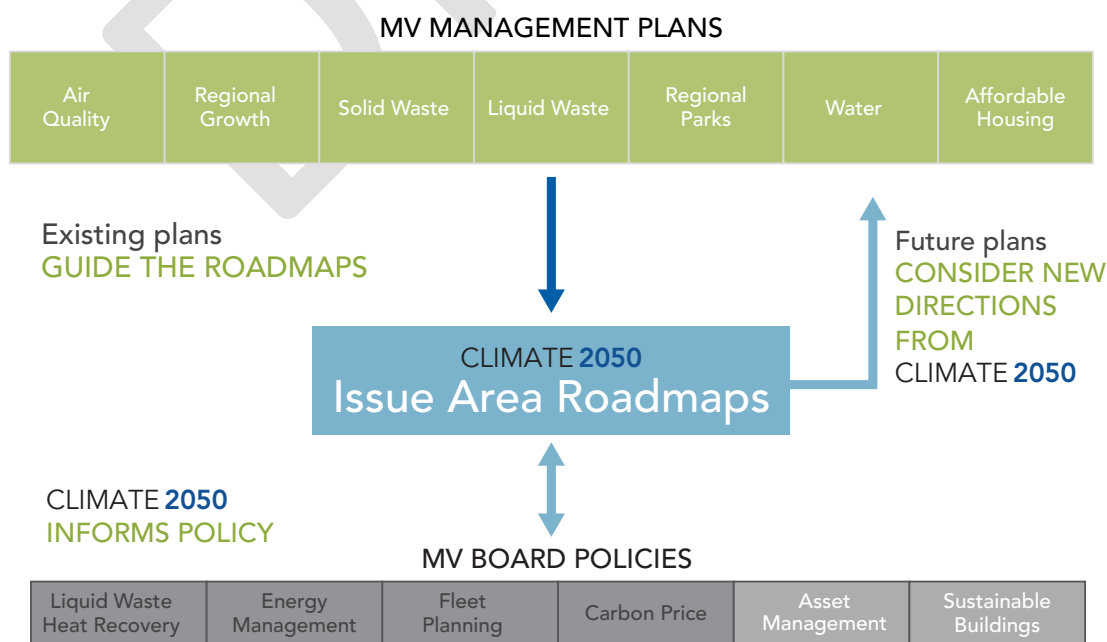 MV MANAGEMENT PLANS
Air
Quality
Regional
Growth
Solid Waste
Liquid Waste
Regional
Parks
Water
Affordable
Housing
Existing plans
GUIDE THE ROADMAPS
Future plans
CONSIDER NEW
DIRECTIONS
FROM
CLIMATE 2050
CLIMATE 2050
Issue Area Roadmaps
CLIMATE 2050
INFORMS POLICY
MV BOARD POLICIES
Liquid Waste
Heat Recovery
Energy
Management
Fleet
Planning
Carbon Price
Asset
Management
Sustainable
Buildings